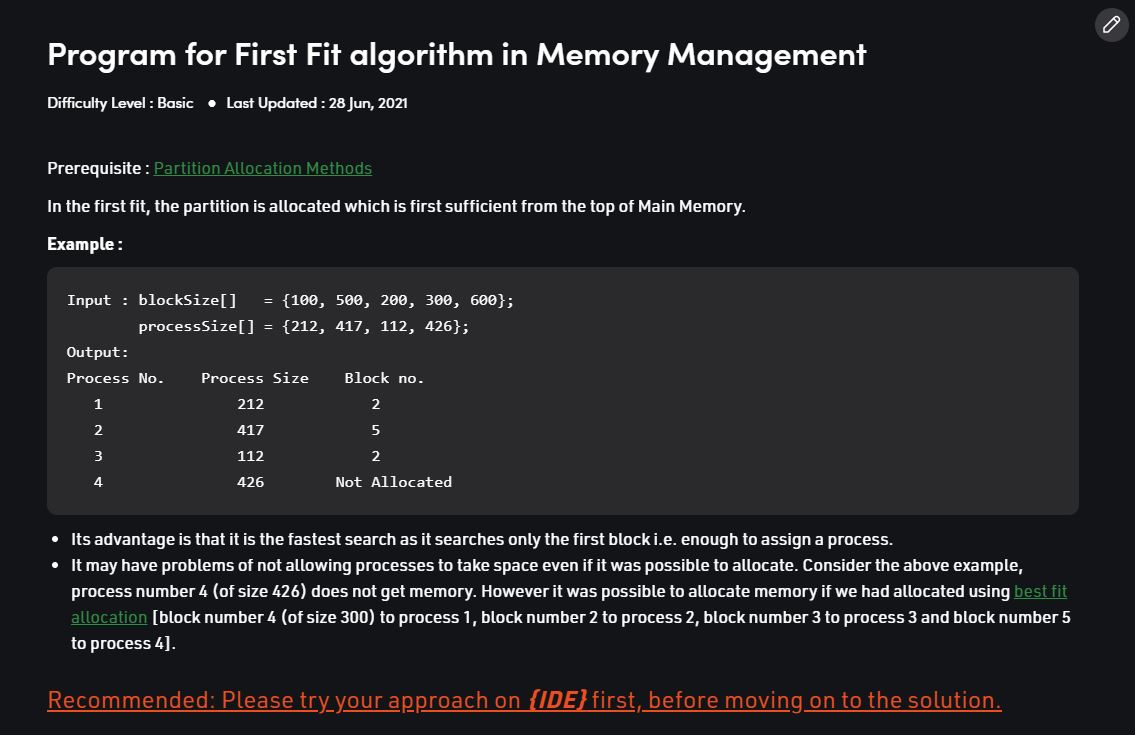 Program for First Fit algorithm in Memory Management
Difficulty Level : Basic ● Last Updated : 28 Jun, 2021
Prerequisite : Partition Allocation Methods
In the first fit, the partition is allocated which is first sufficient from the top of Main Memory.
Example :
Input : blockSize[]   = {100, 500, 200, 300, 600};
        processSize[] = {212, 417, 112, 426};
Output:
Process No.    Process Size    Block no.
   1               212            2
   2               417            5
   3               112            2
   4               426        Not Allocated
• Its advantage is that it is the fastest search as it searches only the first block i.e. enough to assign a process.
• It may have problems of not allowing processes to take space even if it was possible to allocate. Consider the above example,
process number 4 (of size 426) does not get memory. However it was possible to allocate memory if we had allocated using best fit
allocation [block number 4 (of size 300) to process 1, block number 2 to process 2, block number 3 to process 3 and block number 5
to process 4].
Recommended: Please try your approach on {IDE} first, before moving on to the solution.